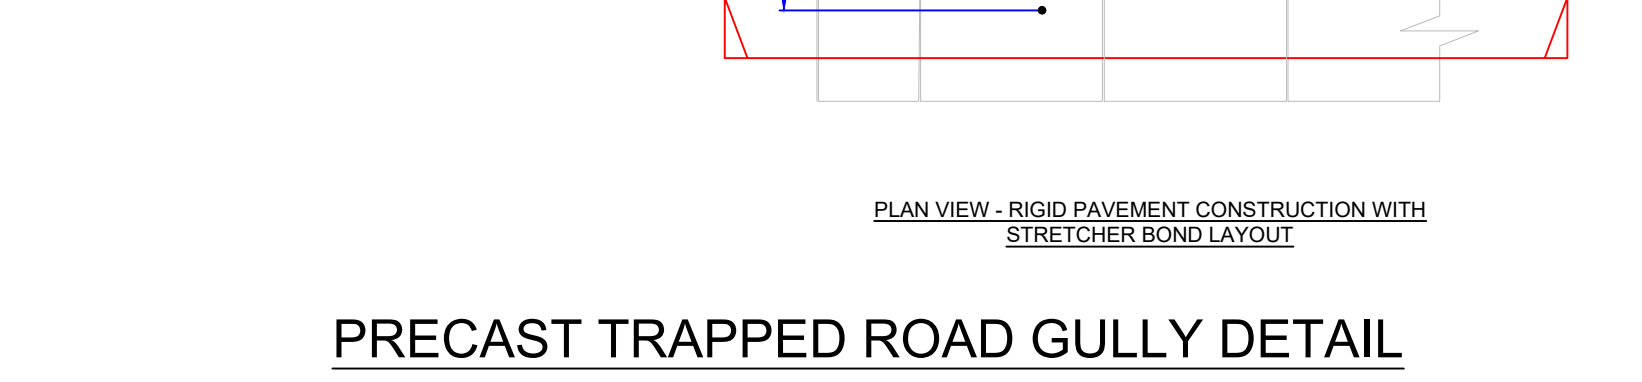 PLAN VIEW - RIGID PAVEMENT CONSTRUCTION WITH
STRETCHER BOND LAYOUT
PRECAST TRAPPED ROAD GULLY DETAIL